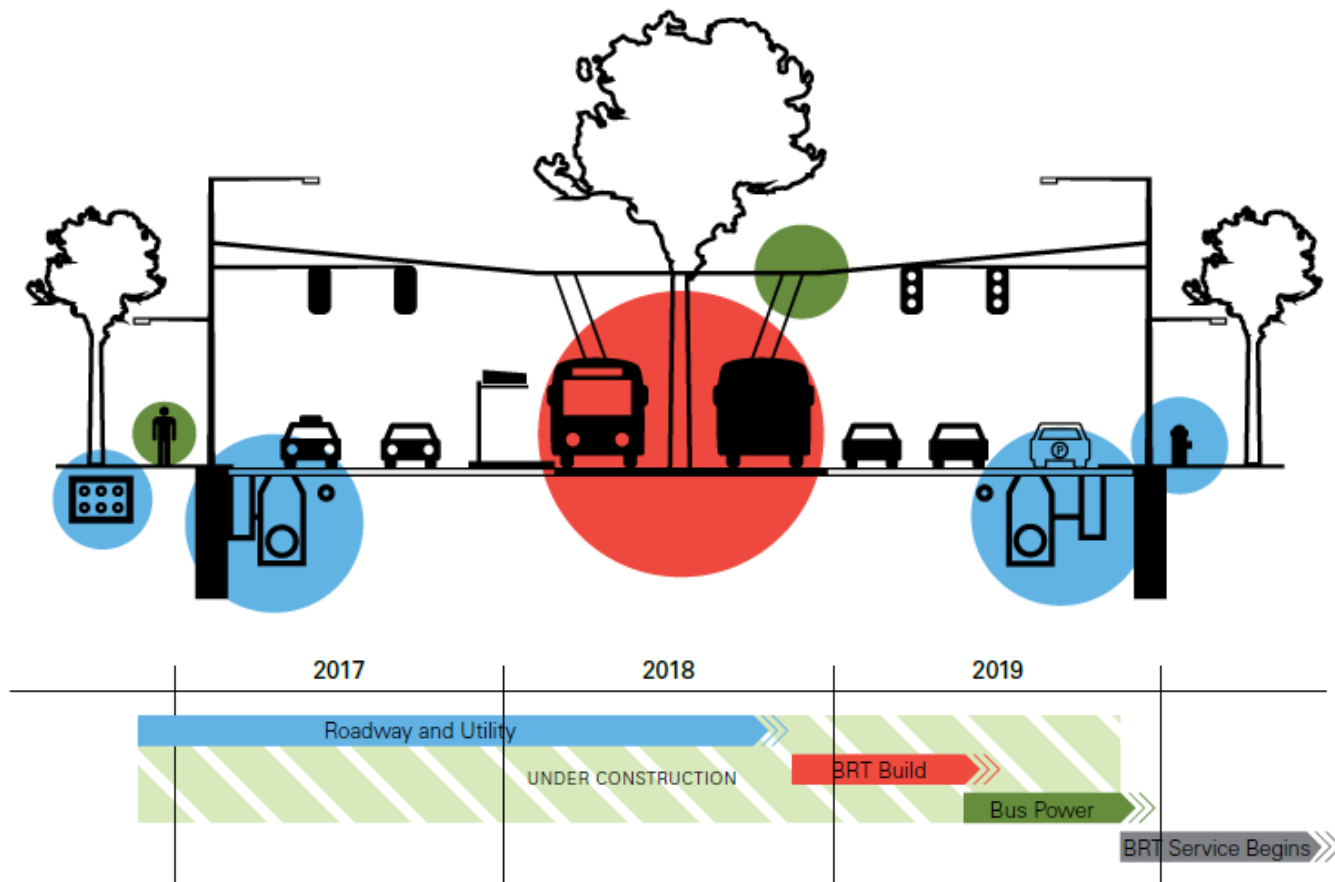 P
2017 2018 2019
Roadway and Utility
UNDER CONSTRUCTION
BRT Build
Bus Power
BRT Service Begins